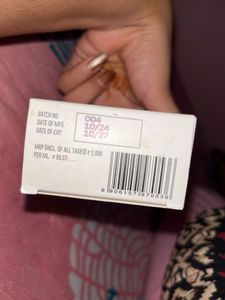 BATCH NO. 004
DATE OF MFG. 10/24
DATE OF EXP. 10/27
MRP (INCL. OF ALL TAXES) ₹ 3,999
PER ML. ₹ 99.97
8906157970536